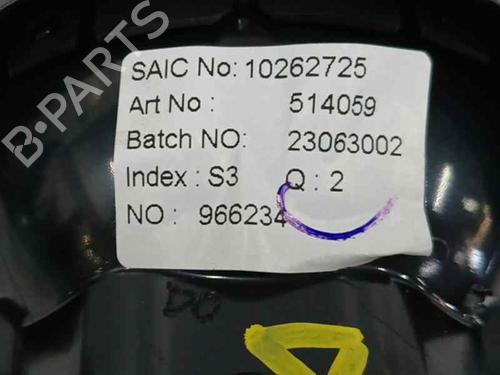 B-PARTS
SAIC No: 10262725
Art No : 514059
Batch NO: 23063002
Index : S3 Q : 2
NO : 966234